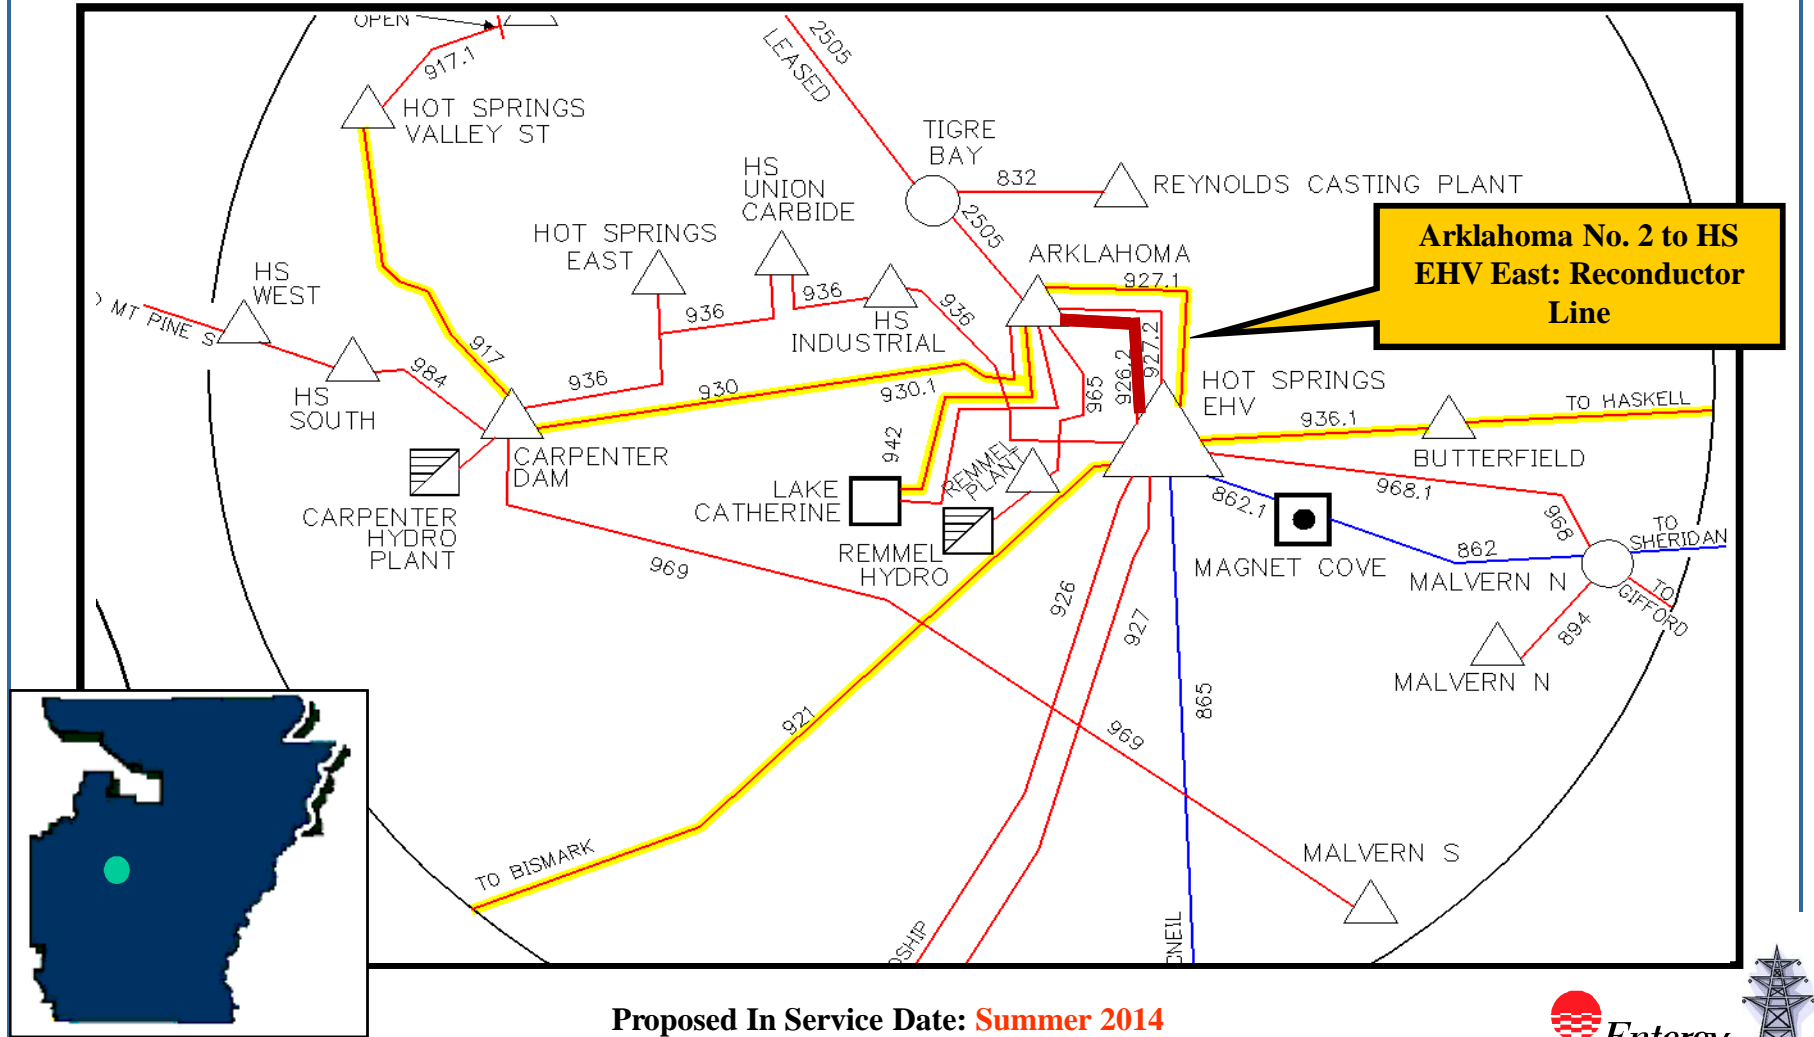 OPEN
917.1
HOT SPRINGS
VALLEY ST
2505
LEASED
TIGRE
BAY
832
REYNOLDS CASTING PLANT
2505
HS
UNION
CARBIDE
HOT SPRINGS
EAST
ARKLAHOMA
927.1
Arklahoma No. 2 to HS
EHV East: Reconductor
Line
HS
WEST
MT PINE S
936
936
936
HS
INDUSTRIAL
917
984
HS
SOUTH
936
930
930.1
965
926.2
927.2
HOT SPRINGS
EHV
936.1
TO HASKELL
BUTTERFIELD
942
CARPENTER
DAM
LAKE
CATHERINE
REMMEL
PLANT
862.1
968.1
968
TO
SHERIDAN
CARPENTER
HYDRO
PLANT
REMMEL
HYDRO
MAGNET COVE
862
MALVERN N
TO
GIFFORD
969
926
927
894
MALVERN N
865
921
969
TO BISMARK
MALVERN S
Proposed In Service Date: Summer 2014
Entergy